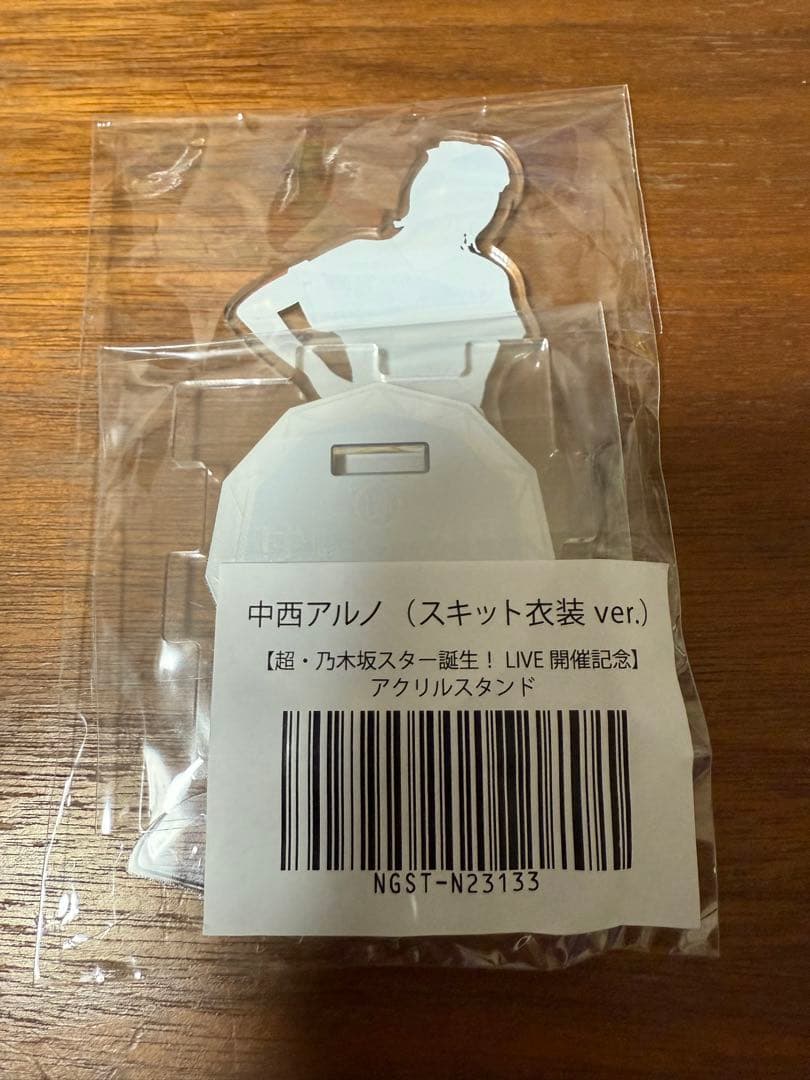 中西アルノ（スキット衣装 ver.）
【超・乃木坂スター誕生！ LIVE 開催記念】
アクリルスタンド
NGST-N23133